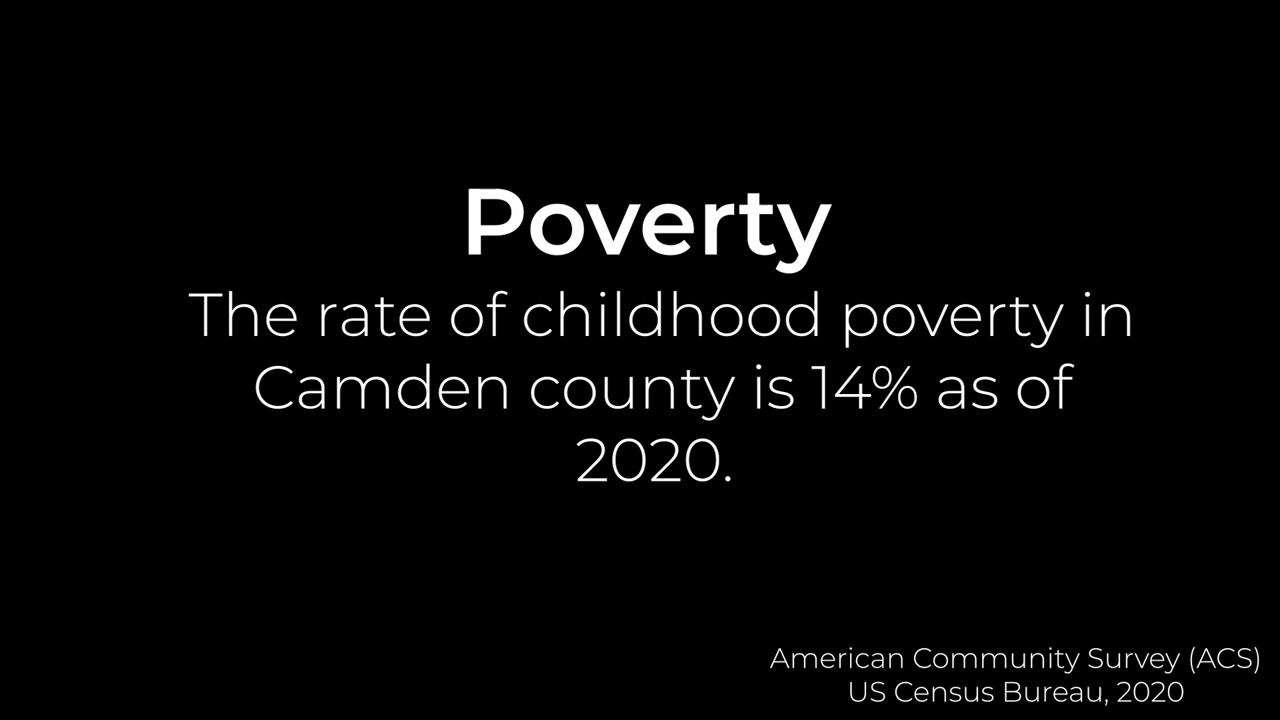 Poverty
The rate of childhood poverty in
Camden county is 14% as of
2020.
American Community Survey (ACS)
US Census Bureau, 2020